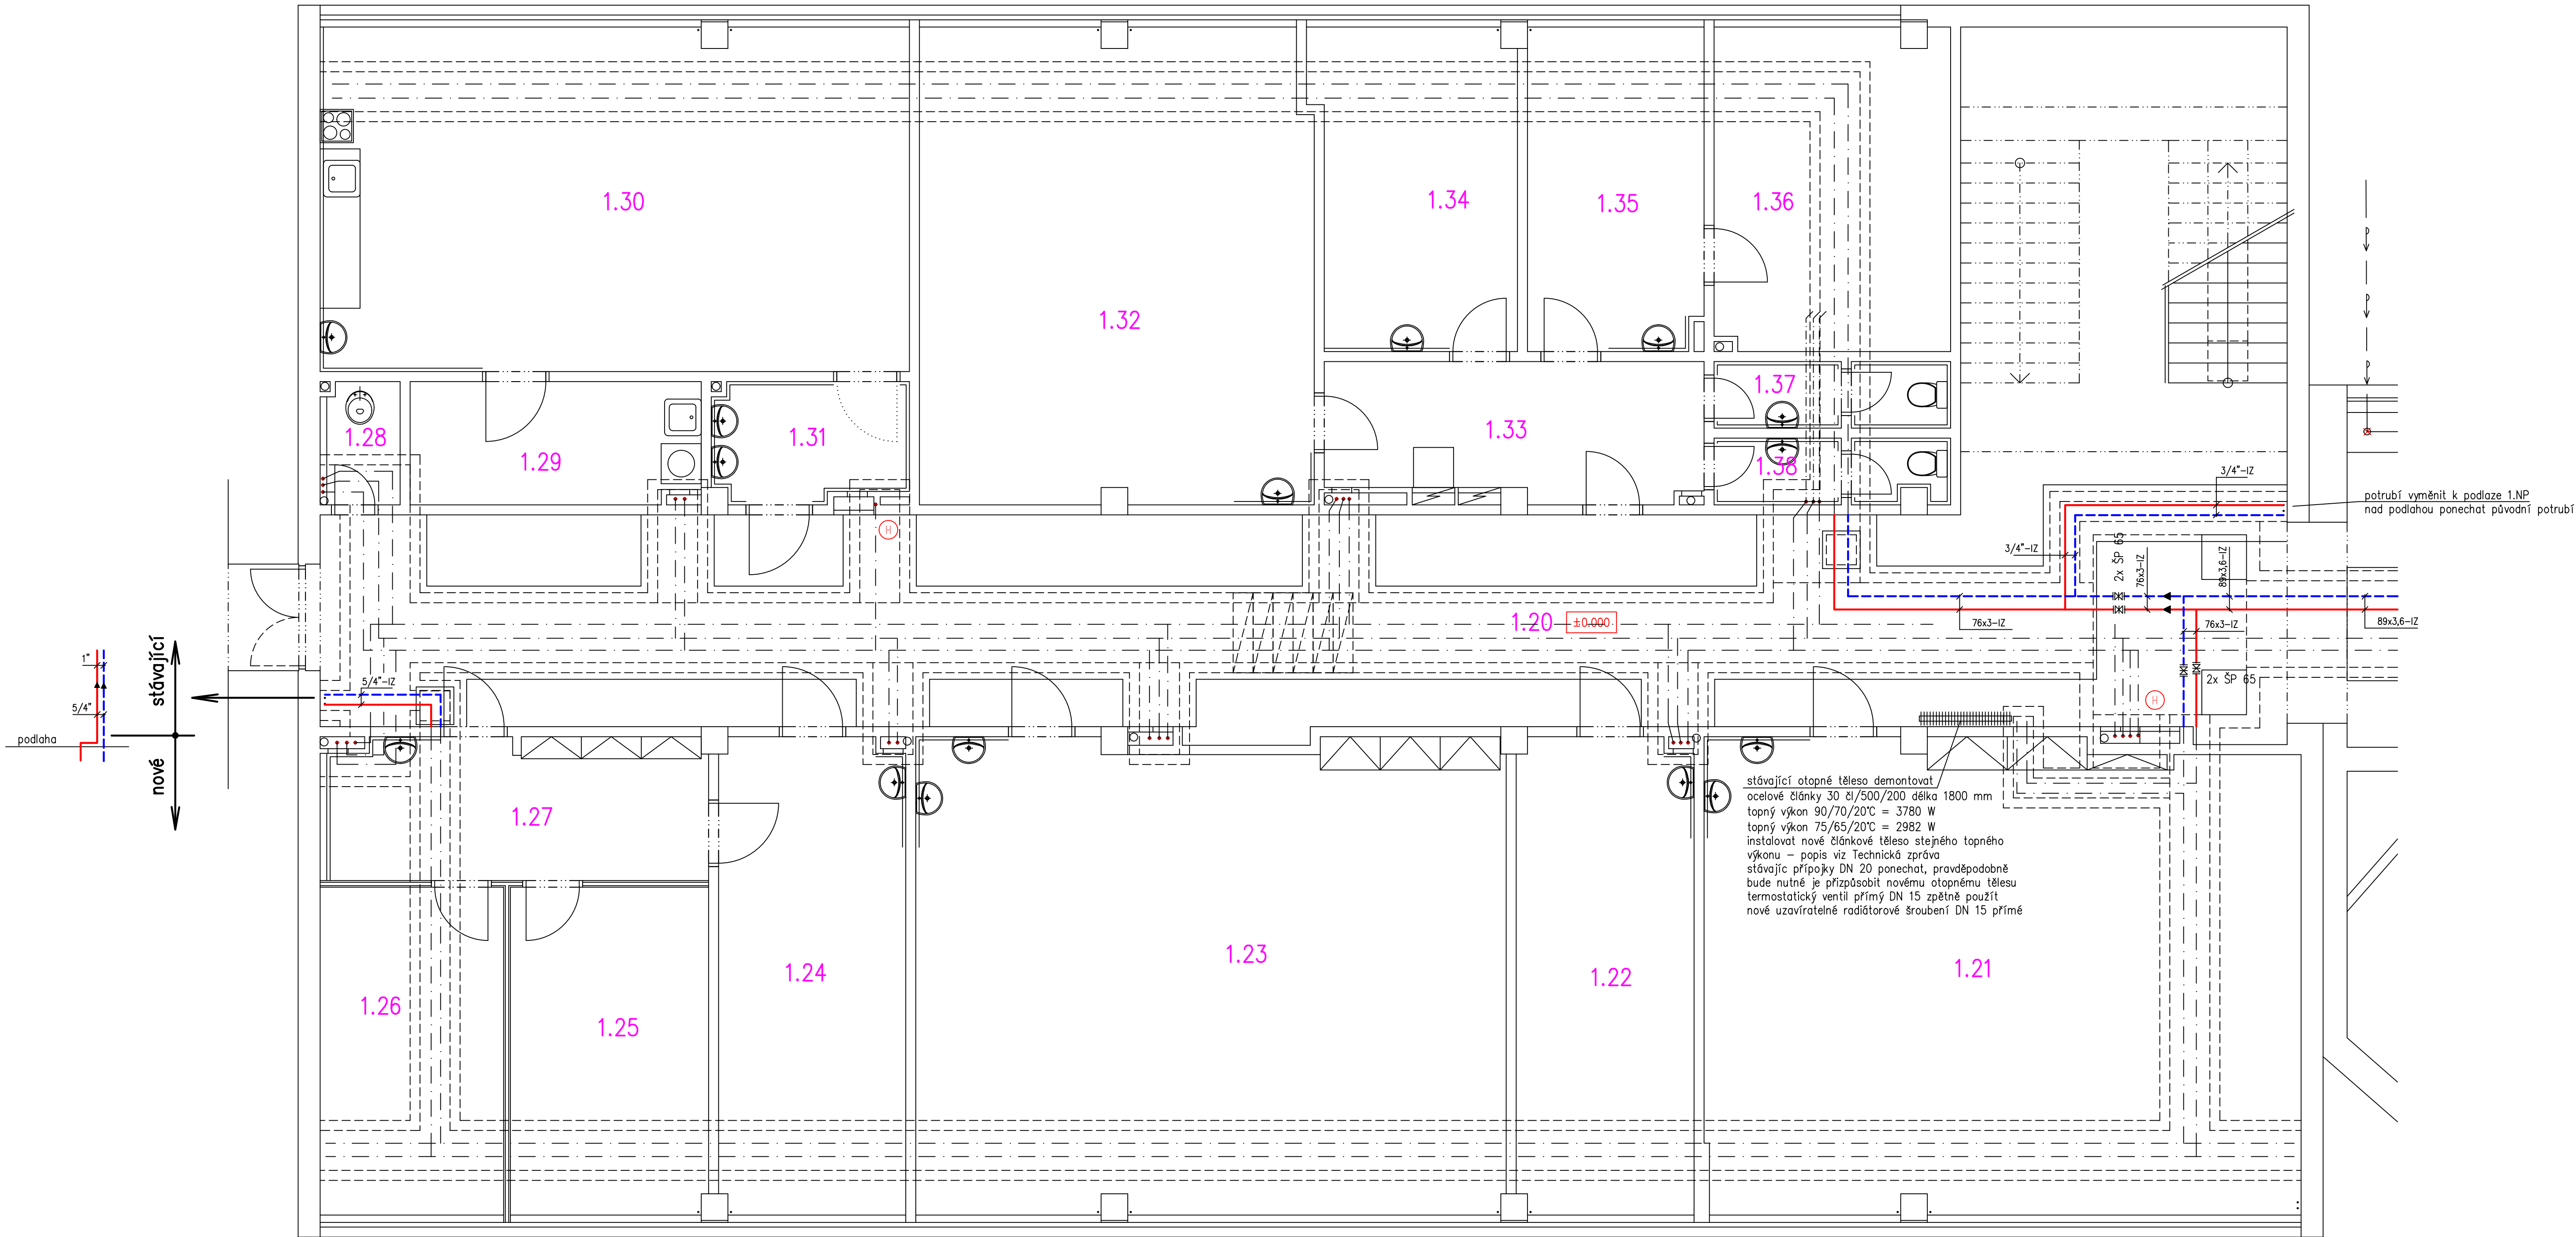 1.30
1.32
1.34
1.35
1.36
1.28
1.29
1.31
1.33
1.37
1.38
H
1.20
±0.000
3/4"-IZ
potrubí vyměnit k podlaze 1.NP
nad podlahou ponechat původní potrubí
3/4"-IZ
2x ŠP 65
76x3-IZ
89x3,6-IZ
76x3-IZ
76x3-IZ
89x3,6-IZ
2x ŠP 65
H
1"
5/4"
podlaha
stávající
nové
5/4"-IZ
1.27
1.26
1.25
1.24
1.23
1.22
1.21
stávající otopné těleso demontovat
ocelové články 30 čl/500/200 délka 1800 mm
topný výkon 90/70/20°C = 3780 W
topný výkon 75/65/20°C = 2982 W
instalovat nové článkové těleso stejného topného
výkonu – popis viz Technická zpráva
stávajíc přípojky DN 20 ponechat, pravděpodobně
bude nutné je přizpůsobit novému otopnému tělesu
termostatický ventil přímý DN 15 zpětně použít
nové uzavíratelné radiátorové šroubení DN 15 přímé